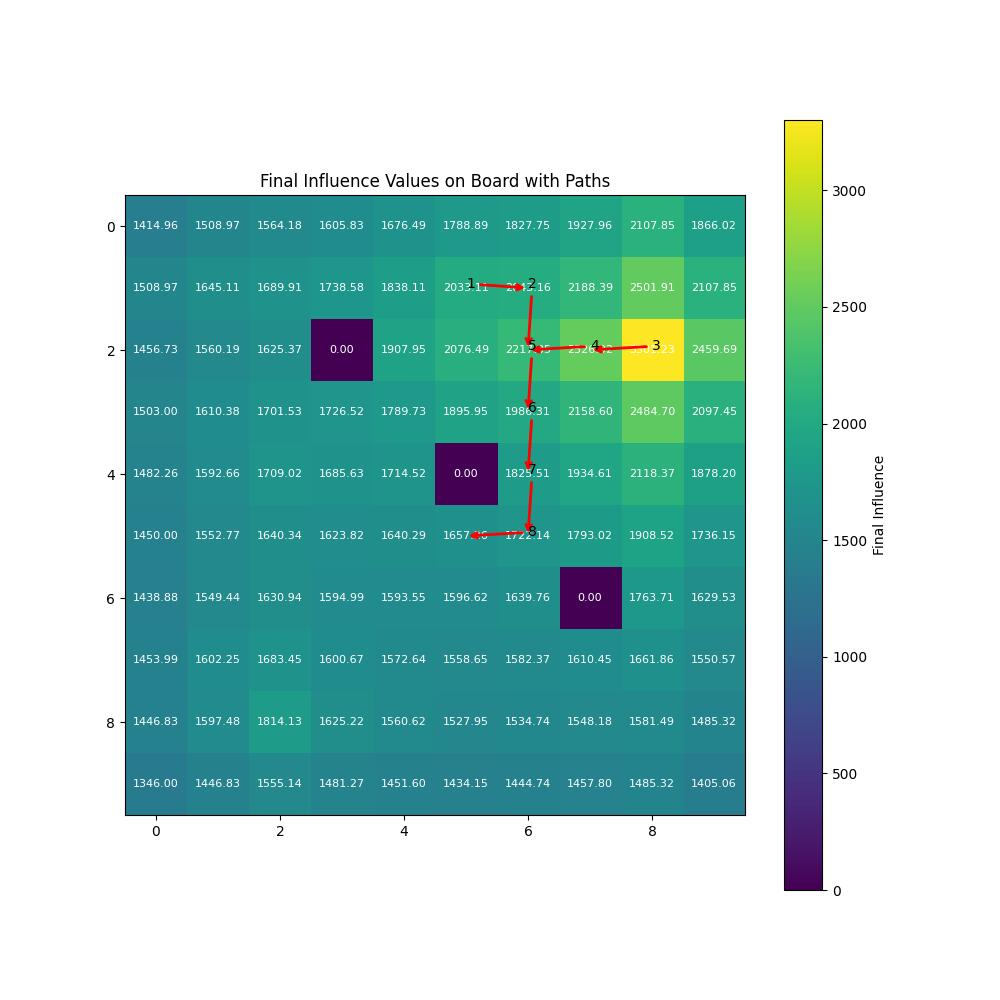 Final Influence Values on Board with Paths
0 1414.96 1508.97 1564.18 1605.83 1676.49 1788.89 1827.75 1927.96 2107.85 1866.02
1508.97 1645.11 1689.91 1738.58 1838.11 1 2 2188.39 2501.91 2107.85
2 1456.73 1560.19 1625.37 0.00 1907.95 2076.49 5 4 3 2459.69
1503.00 1610.38 1701.53 1726.52 1789.73 1895.95 1986.31 6 2158.60 2484.70 2097.45
4 1482.26 1592.66 1709.02 1685.63 1714.52 0.00 1825.51 7 1934.61 2118.37 1878.20
1450.00 1552.77 1640.34 1623.82 1640.29 8 1793.02 1908.52 1736.15
6 1438.88 1549.44 1630.94 1594.99 1593.55 1596.62 1639.76 0.00 1763.71 1629.53
1453.99 1602.25 1683.45 1600.67 1572.64 1558.65 1582.37 1610.45 1661.86 1550.57
8 1446.83 1597.48 1814.13 1625.22 1560.62 1527.95 1534.74 1548.18 1581.49 1485.32
1346.00 1446.83 1555.14 1481.27 1451.60 1434.15 1444.74 1457.80 1485.32 1405.06
0 2 4 6 8
3000
2500
2000
1500
1000
500
0
Final Influence